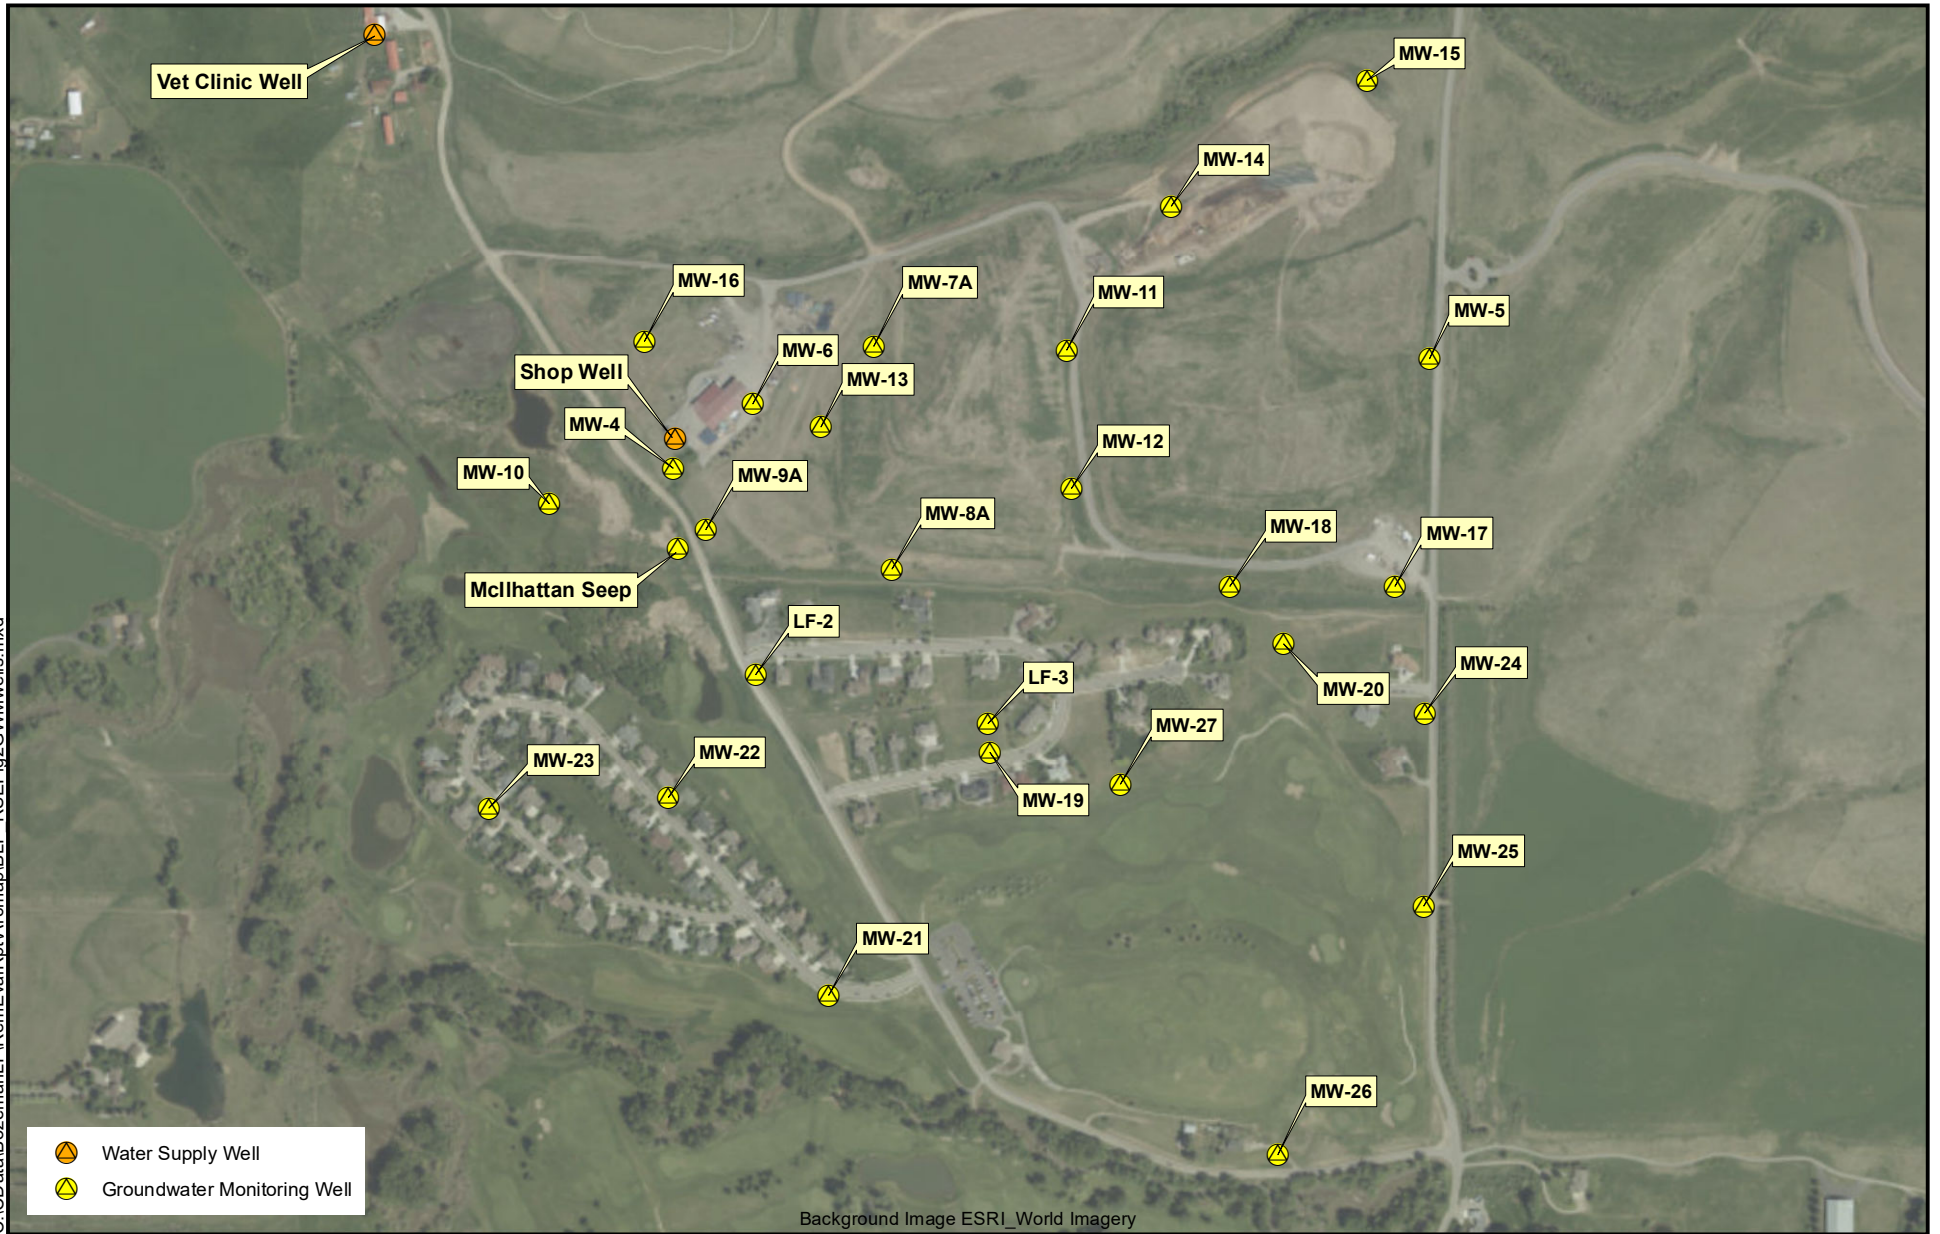 MW-15
Vet Clinic Well
MW-14
MW-16
MW-7A
MW-11
MW-5
MW-6
Shop Well
MW-13
MW-4
MW-12
MW-10
MW-9A
MW-8A
MW-18
MW-17
McIlhattan Seep
LF-2
MW-24
LF-3
MW-20
MW-27
MW-22
MW-23
MW-19
MW-25
MW-21
MW-26
Water Supply Well
Groundwater Monitoring Well
Background Image ESRI_World Imagery